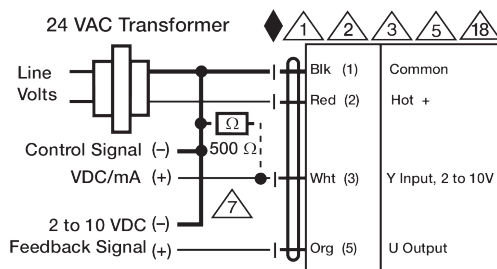 24 VAC Transformer
1 2 3 5 18
Line
Volts
Blk (1) Common
Red (2) Hot +
Ω
500 Ω
Control Signal (–)
VDC/mA (+)
Wht (3) Y Input, 2 to 10V
7
2 to 10 VDC (–)
Feedback Signal (+)
Org (5) U Output